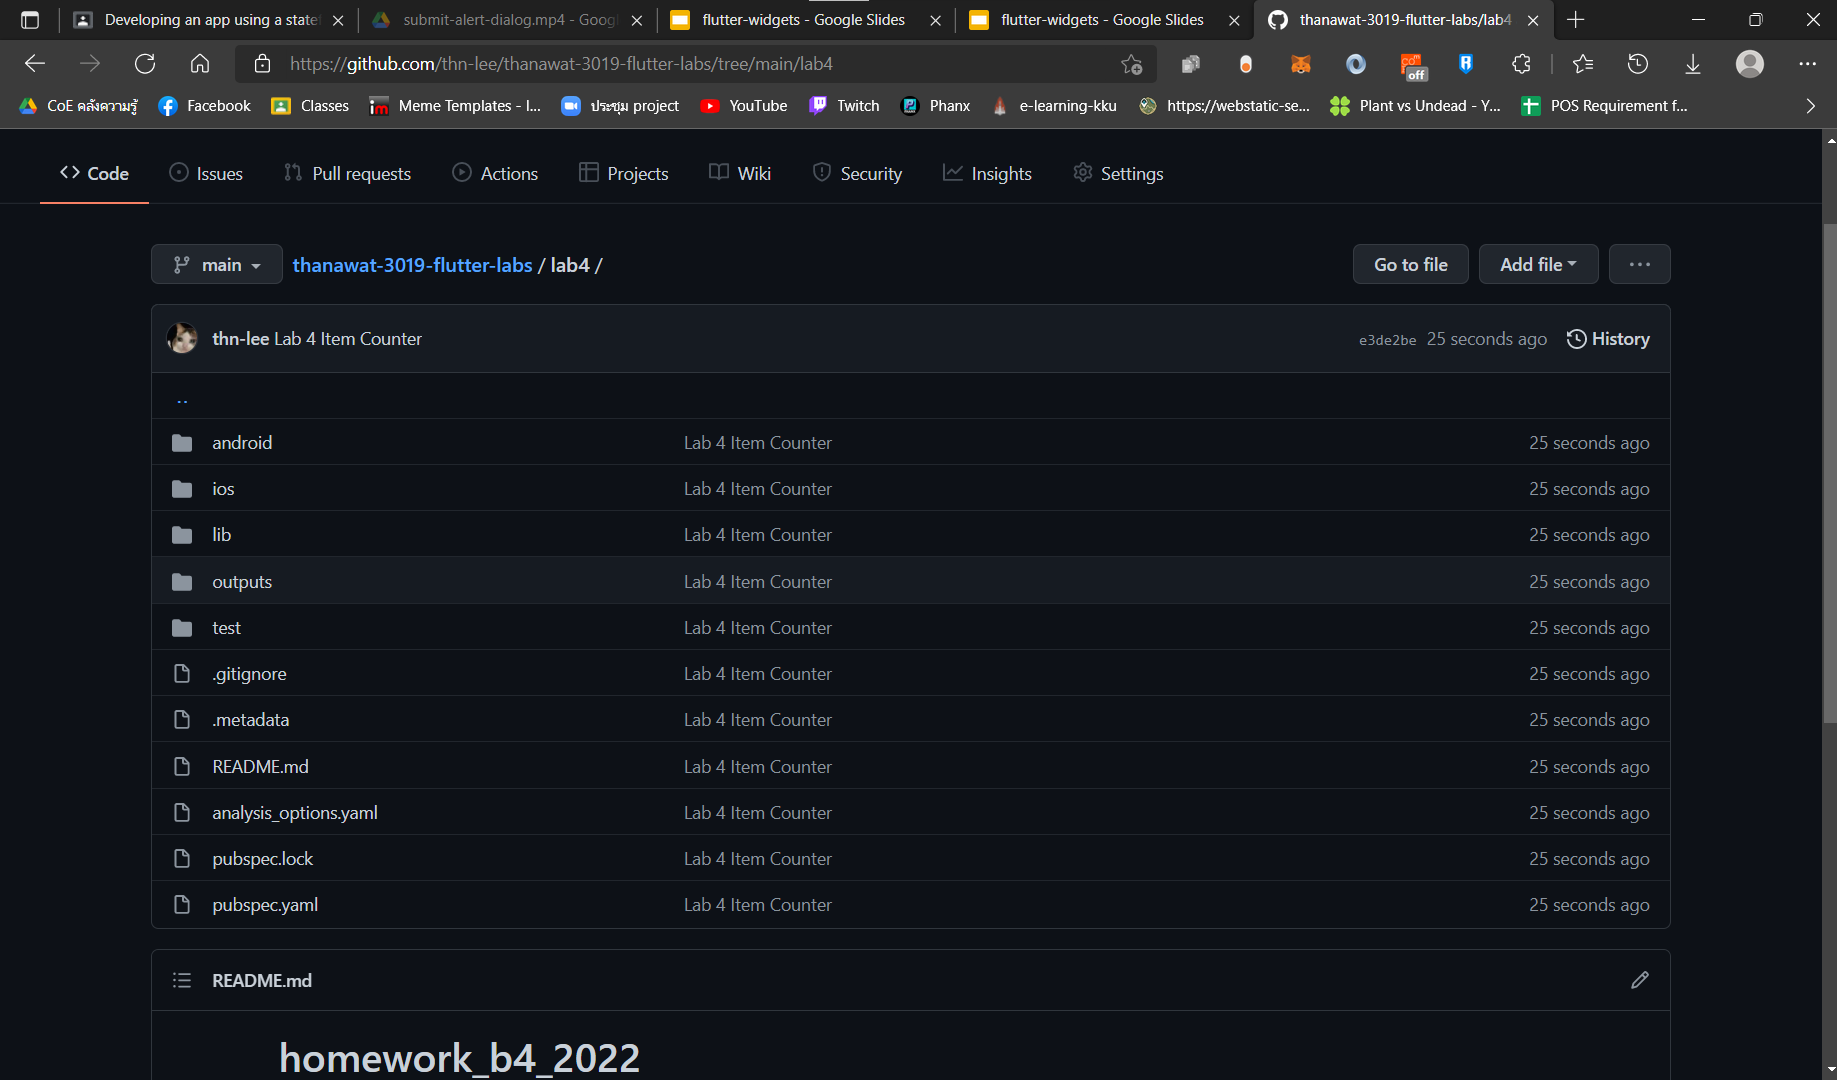 Developing an app using a state
submit-alert-dialog.mp4 - Googl
flutter-widgets - Google Slides
flutter-widgets - Google Slides
thanawat-3019-flutter-labs/lab4
https://github.com/thn-lee/thanawat-3019-flutter-labs/tree/main/lab4
off
CoE คลังความรู้
Facebook
Classes
im
Meme Templates - I...
ประชุม project
YouTube
Twitch
Phanx
e-learning-kku
https://webstatic-se...
Plant vs Undead - Y...
POS Requirement f...
Code
Issues
Pull requests
Actions
Projects
Wiki
Security
Insights
Settings
main
thanawat-3019-flutter-labs / lab4 /
Go to file
Add file
...
thn-lee Lab 4 Item Counter
e3de2be 25 seconds ago
History
..
android Lab 4 Item Counter 25 seconds ago
ios Lab 4 Item Counter 25 seconds ago
lib Lab 4 Item Counter 25 seconds ago
outputs Lab 4 Item Counter 25 seconds ago
test Lab 4 Item Counter 25 seconds ago
.gitignore Lab 4 Item Counter 25 seconds ago
.metadata Lab 4 Item Counter 25 seconds ago
README.md Lab 4 Item Counter 25 seconds ago
analysis_options.yaml Lab 4 Item Counter 25 seconds ago
pubspec.lock Lab 4 Item Counter 25 seconds ago
pubspec.yaml Lab 4 Item Counter 25 seconds ago
README.md
homework_b4_2022